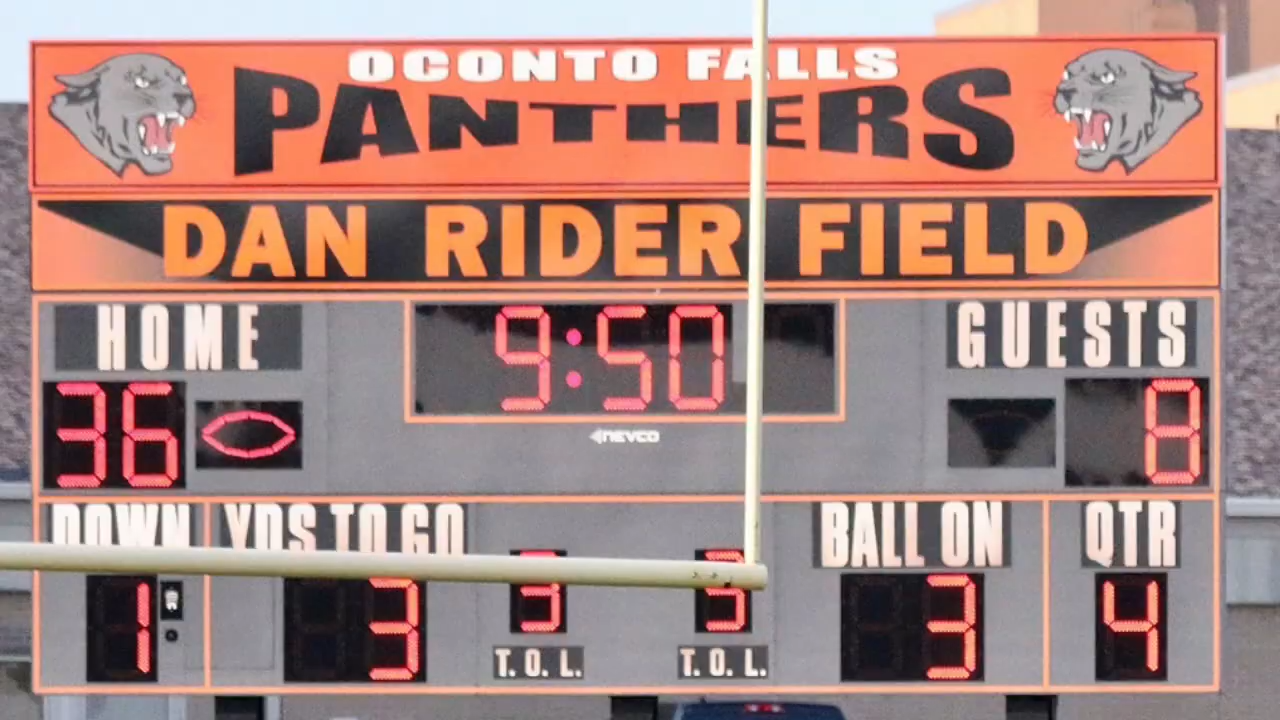 OCONTO FALLS
PANTHERS
DAN RIDER FIELD
HOME
9:50
GUESTS
36
8
NEVCO
DOWN
YDS TO GO
BALL ON
QTR
1
3
3
3
3
4
T. O. L.
T. O. L.